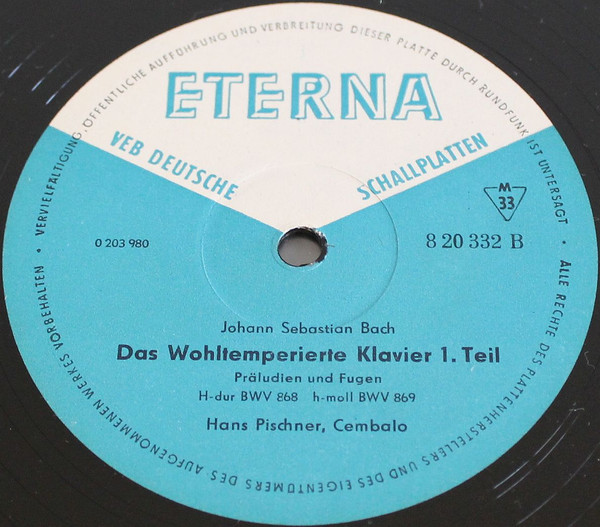 ETERNA
VEB DEUTSCHE SCHALLPLATTEN
M
33
0 203 980
8 20 332 B
Johann Sebastian Bach
Das Wohltemperierte Klavier 1. Teil
Präludien und Fugen
H-dur BWV 868 h-moll BWV 869
Hans Pischner, Cembalo
ALLE RECHTE DES PLATTENHERSTELLERS UND DES EIGENTÜMERS DES AUFGENOMMENEN WERKES VORBEHALTEN • VERVIELFÄLTIGUNG, ÖFFENTLICHE AUFFÜHRUNG UND VERBREITUNG DIESER PLATTE DURCH RUNDFUNK IST UNTERSAGT •